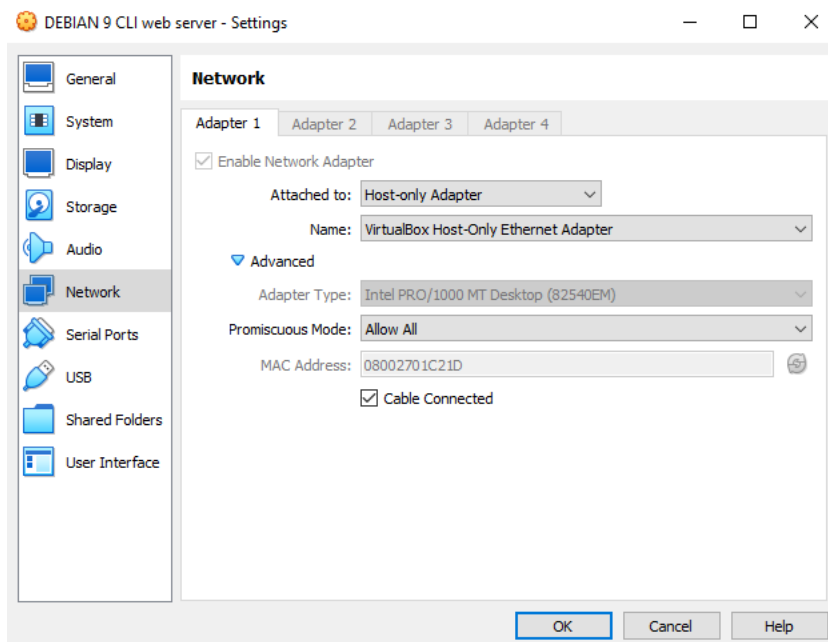 DEBIAN 9 CLI web server - Settings
General
System
Display
Storage
Audio
Network
Serial Ports
USB
Shared Folders
User Interface
Network
Adapter 1 Adapter 2 Adapter 3 Adapter 4
Enable Network Adapter
Attached to: Host-only Adapter
Name: VirtualBox Host-Only Ethernet Adapter
Advanced
Adapter Type: Intel PRO/1000 MT Desktop (82540EM)
Promiscuous Mode: Allow All
MAC Address: 08002701C21D
Cable Connected
OK Cancel Help